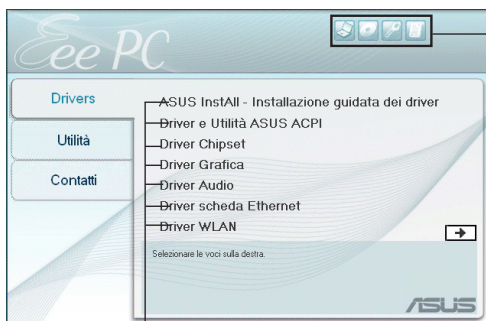 Eee PC
Drivers
Utilità
Contatti
ASUS InstAll - Installazione guidata dei driver
Driver e Utilità ASUS ACPI
Driver Chipset
Driver Grafica
Driver Audio
Driver scheda Ethernet
Driver WLAN
Selezionare le voci sulla destra.
ASUS